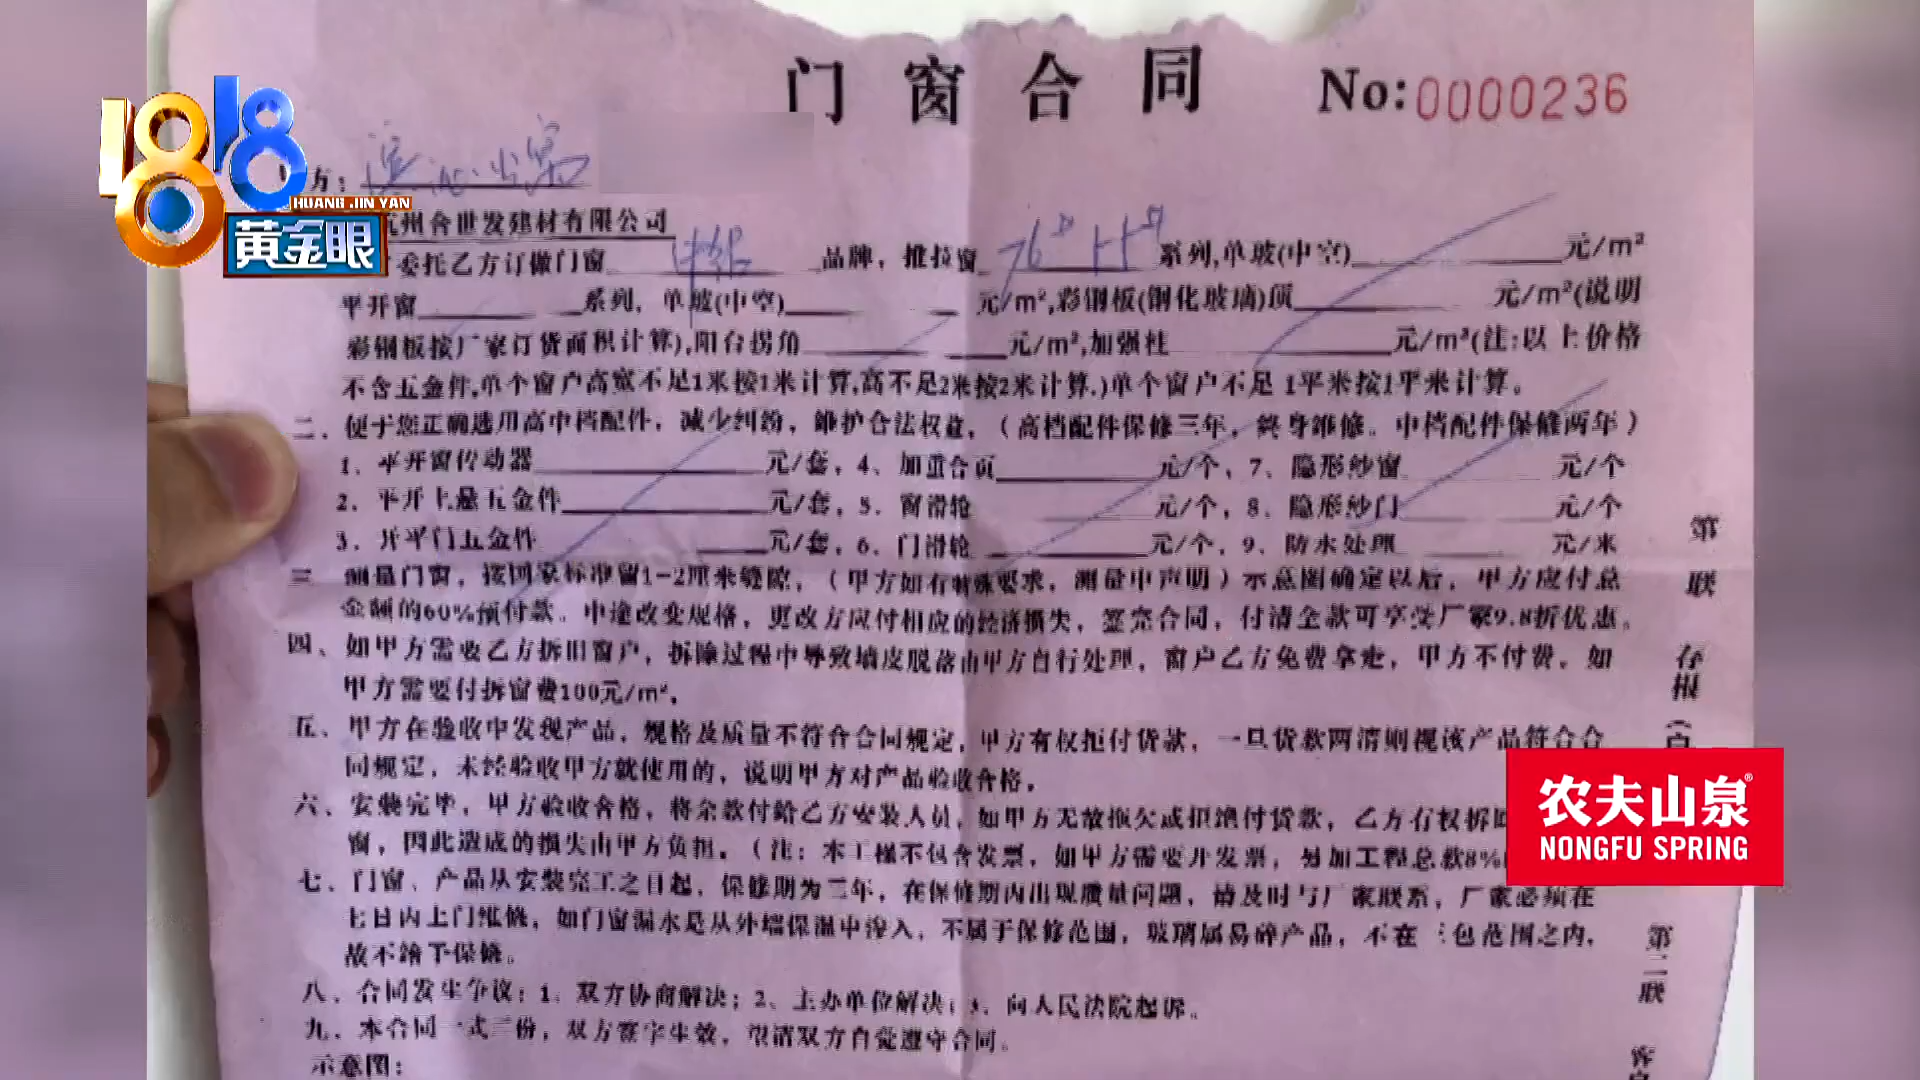 门窗合同 No:0000236
1818
HUANG JIN YAN
黄金眼
方：
杭州合世发建材有限公司
委托乙方订做门窗 中铝 品牌，推拉窗 76 系列,单玻(中空) 元/m²
平开窗 系列，单玻(中空) 元/m²,彩钢板(钢化玻璃)顶 元/m²(说明
彩钢板按厂家订货面积计算),阳台拐角 元/m²,加强柱 元/m²(注:以上价格
不含五金件,单个窗户高宽不足1米按1米计算,高不足2米按2米计算.)单个窗户不足1平米按1平米计算。
二、便于您正确选用高中档配件，减少纠纷，维护合法权益，（高档配件保修三年，终身维修。中档配件保修两年）
1、平开窗传动器 元/套，4、加重合页 元/个，7、隐形纱窗 元/个
2、平开上悬五金件 元/套，5、窗滑轮 元/个，8、隐形纱门 元/个
3、开平门五金件 元/套，6、门滑轮 元/个，9、防水处理 元/米
三 测量门窗，按国家标准留1-2厘米缝隙，（甲方如有特殊要求，测量中声明）示意图确定以后，甲方应付总
金额的60%预付款。中途改变规格，更改方应付相应的经济损失，签完合同，付清全款可享受厂家9.8折优惠。
四、如甲方需要乙方拆旧窗户，拆除过程中导致墙皮脱落由甲方自行处理，窗户乙方免费拿走，甲方不付费。如
甲方需要付拆窗费100元/m²。
五、甲方在验收中发现产品，规格及质量不符合合同规定，甲方有权拒付货款，一旦货款两清则视该产品符合合
同规定，未经验收甲方就使用的，说明甲方对产品验收合格。
六、安装完毕，甲方验收合格，将余款付给乙方安装人员，如甲方无故拖欠或拒绝付货款，乙方有权拆
窗，因此造成的损失由甲方负担。（注：本工程不包含发票，如甲方需要开发票，另加工程总款8%
七、门窗、产品从安装完工之日起，保修期为二年，在保修期内出现质量问题，请及时与厂家联系，厂家必须在
七日内上门维修，如门窗漏水是从外墙保温中渗入，不属于保修范围，玻璃属易碎产品，不在三包范围之内，
故不给予保修。
八、合同发生争议：1、双方协商解决；2、主办单位解决；3、向人民法院起诉。
九、本合同一式二份，双方签字生效，望请双方自觉遵守合同。
示意图：
第
联
存根
（白
第二联
客
农夫山泉®
NONGFU SPRING